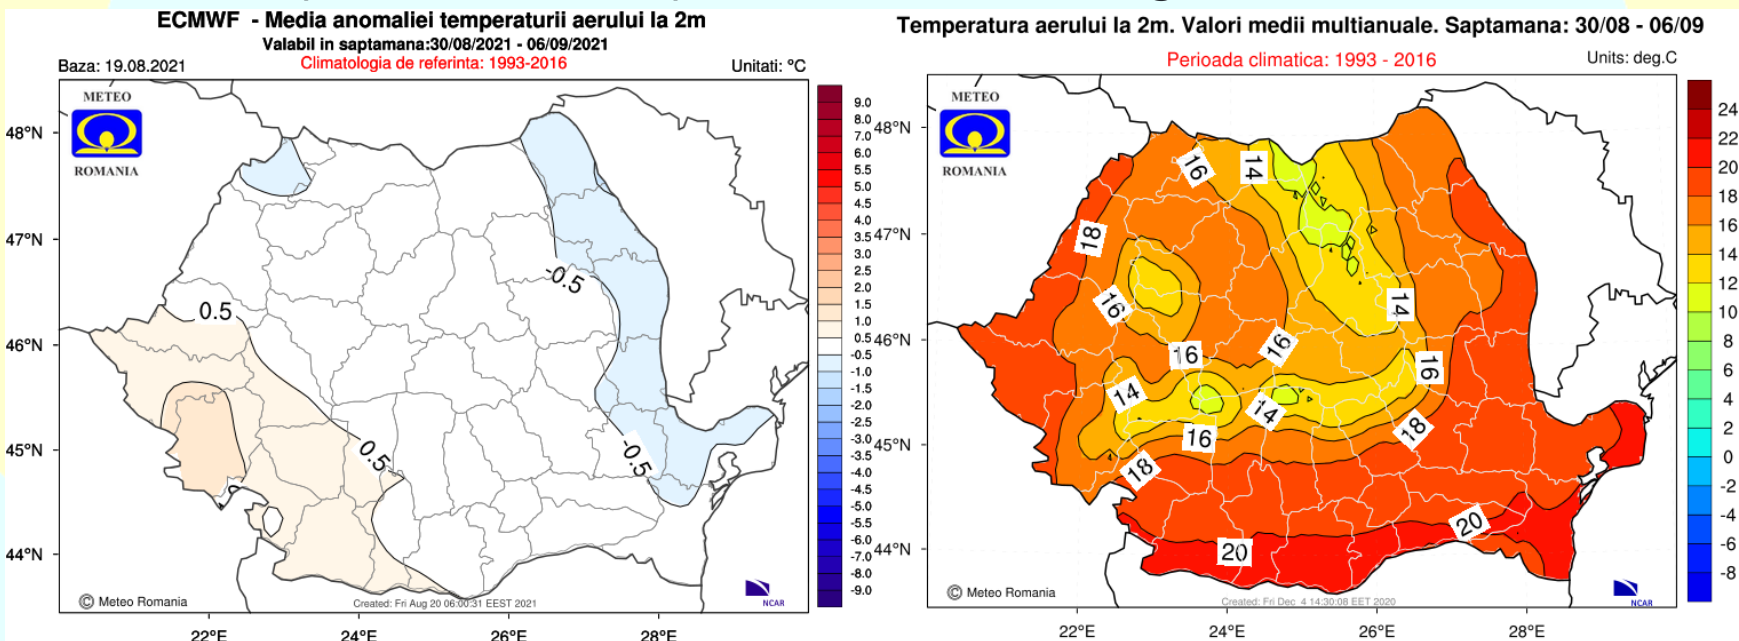 ECMWF - Media anomaliei temperaturii aerului la 2m
Valabil in saptamana:30/08/2021 - 06/09/2021
Climatologia de referinta: 1993-2016
Baza: 19.08.2021
Unitati: °C
METEO
ROMANIA
48°N
47°N
46°N
45°N
44°N
22°E
24°E
26°E
28°E
0.5
-0.5
0.5
-0.5
9.0
8.0
7.0
6.0
5.5
5.0
4.5
4.0
3.5
3.0
2.5
2.0
1.5
1.0
0.5
-0.5
-1.0
-1.5
-2.0
-2.5
-3.0
-3.5
-4.0
-4.5
-5.0
-5.5
-6.0
-7.0
-8.0
-9.0
© Meteo Romania
Created: Fri Aug 20 06:00:31 EEST 2021
NCAR
Temperatura aerului la 2m. Valori medii multianuale. Saptamana: 30/08 - 06/09
Perioada climatica: 1993 - 2016
Units: deg.C
METEO
ROMANIA
48°N
47°N
46°N
45°N
44°N
22°E
24°E
26°E
28°E
16
14
18
16
14
16
16
16
14
14
16
18
18
20
20
24
22
20
18
16
14
12
10
8
6
4
2
0
-2
-4
-6
-8
© Meteo Romania
Created: Fri Dec 4 14:30:08 EET 2020
NCAR